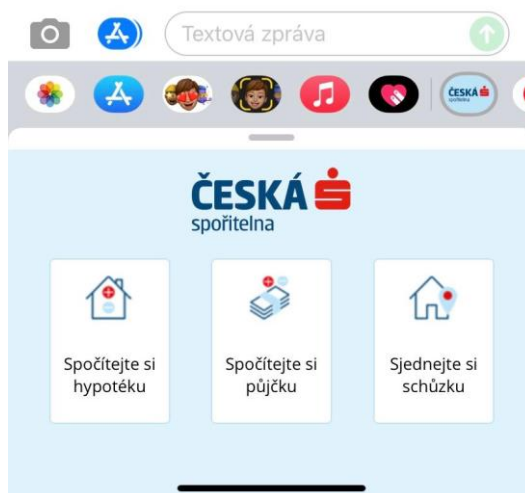 Textová zpráva
ČESKÁ
spořitelna
ČESKÁ
spořitelna
Spočítejte si
hypotéku
Spočítejte si
půjčku
Sjednejte si
schůzku